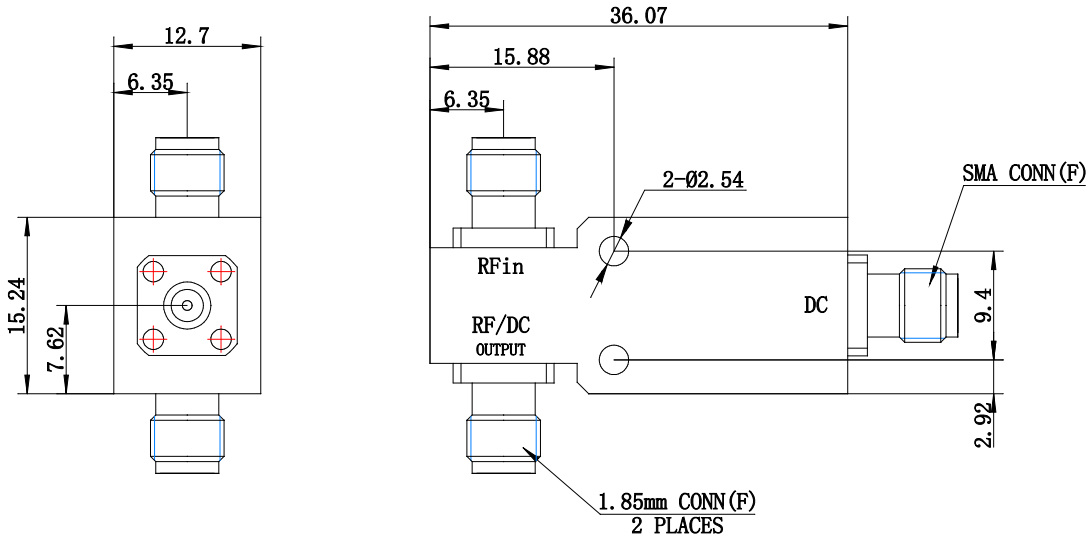 36.07
12.7
15.88
6.35
6.35
SMA CONN(F)
2-Ø2.54
RFin
15.24
7.62
DC
9.4
RF/DC
OUTPUT
2.92
1.85mm CONN(F)
2 PLACES